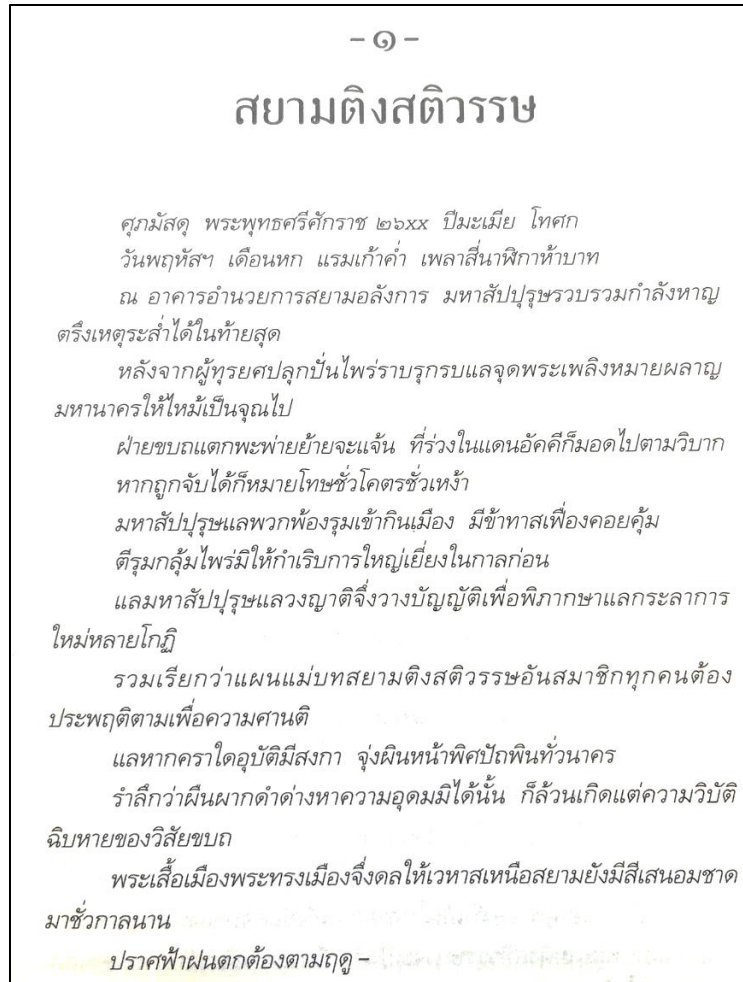 -๑-
สยามติงสติวรรษ
ศุภมัสดุ พระพุทธศรีศักราช ๒๖xx ปีมะเมีย โทศก
วันพฤหัสฯ เดือนหก แรมเก้าค่ำ เพลาสี่นาฬิกาห้าบาท
ณ อาคารอำนวยการสยามอลังการ มหาสัปปุรุษรวบรวมกำลังหาญ
ตรึงเหตุระส่ำได้ในท้ายสุด
หลังจากผู้ทุรยศปลุกปั่นไพร่ราบรุกรบแลจุดพระเพลิงหมายผลาญ
มหานาครให้ไหม้เป็นจุณไป
ฝ่ายขบถแตกพะพ่ายย้ายจะแจ้น ที่ร่วงในแดนอัคคีก็มอดไปตามวิบาก
หากถูกจับได้ก็หมายโทษชั่วโคตรชั่วเหง้า
มหาสัปปุรุษแลพวกพ้องรุมเข้ากินเมือง มีข้าทาสเฟื่องคอยคุ้ม
ตีรุมกลุ้มไพร่มิให้กำเริบการใหญ่เยี่ยงในกาลก่อน
แลมหาสัปปุรุษแลวงญาติจึ่งวางบัญญัติเพื่อพิภากษาแลกระลาการ
ใหม่หลายโกฏิ
รวมเรียกว่าแผนแม่บทสยามติงสติวรรษอันสมาชิกทุกคนต้อง
ประพฤติตามเพื่อความศานติ
แลหากคราใดอุบัติมีสงกา จุ่งผินหน้าพิศปัถพินทั่วนาคร
รำลึกว่าผืนผากดำด่างหาความอุดมมิได้นั้น ก็ล้วนเกิดแต่ความวิบัติ
ฉิบหายของวิสัยขบถ
พระเสื้อเมืองพระทรงเมืองจึ่งดลให้เวหาสเหนือสยามยังมีสีเสนอมชาด
มาชั่วกาลนาน
ปราศฟ้าฝนตกต้องตามฤดู –